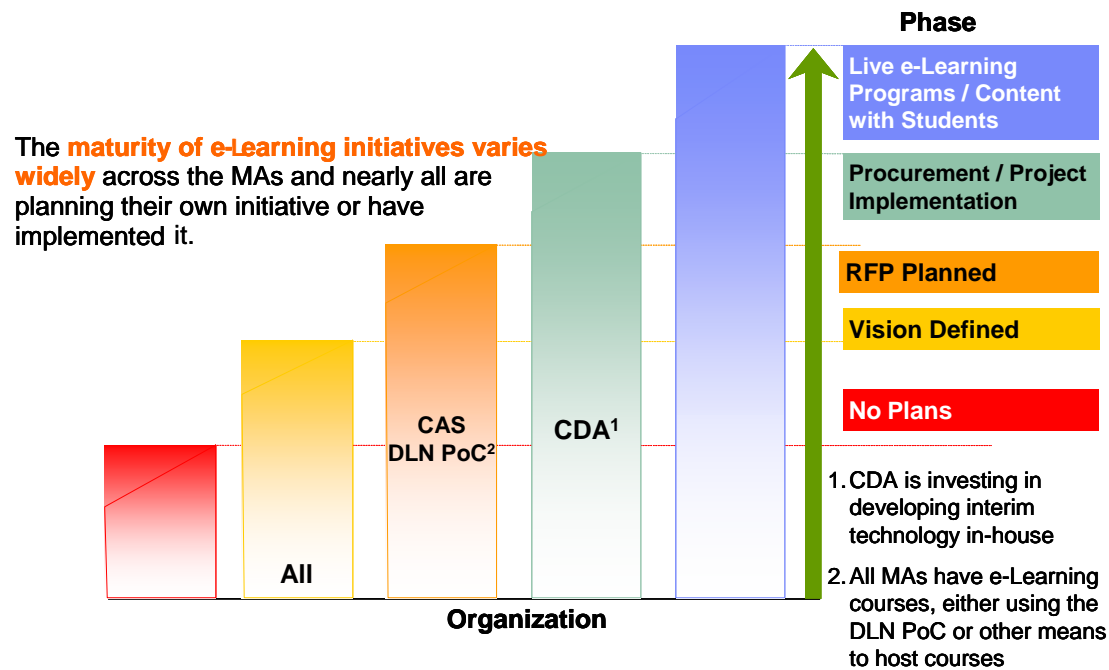 Phase
Live e-Learning
Programs / Content
with Students
The maturity of e-Learning initiatives varies
widely across the MAs and nearly all are
planning their own initiative or have
implemented it.
Procurement / Project
Implementation
RFP Planned
Vision Defined
No Plans
CAS
DLN PoC²
CDA¹
All
Organization
1. CDA is investing in
developing interim
technology in-house
2. All MAs have e-Learning
courses, either using the
DLN PoC or other means
to host courses